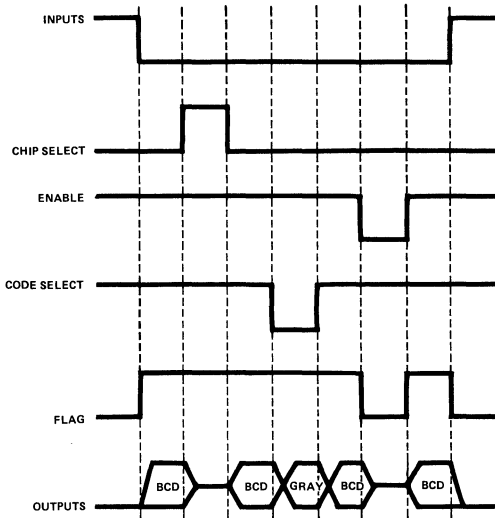 INPUTS
CHIP SELECT
ENABLE
CODE SELECT
FLAG
BCD BCD GRAY BCD BCD
OUTPUTS